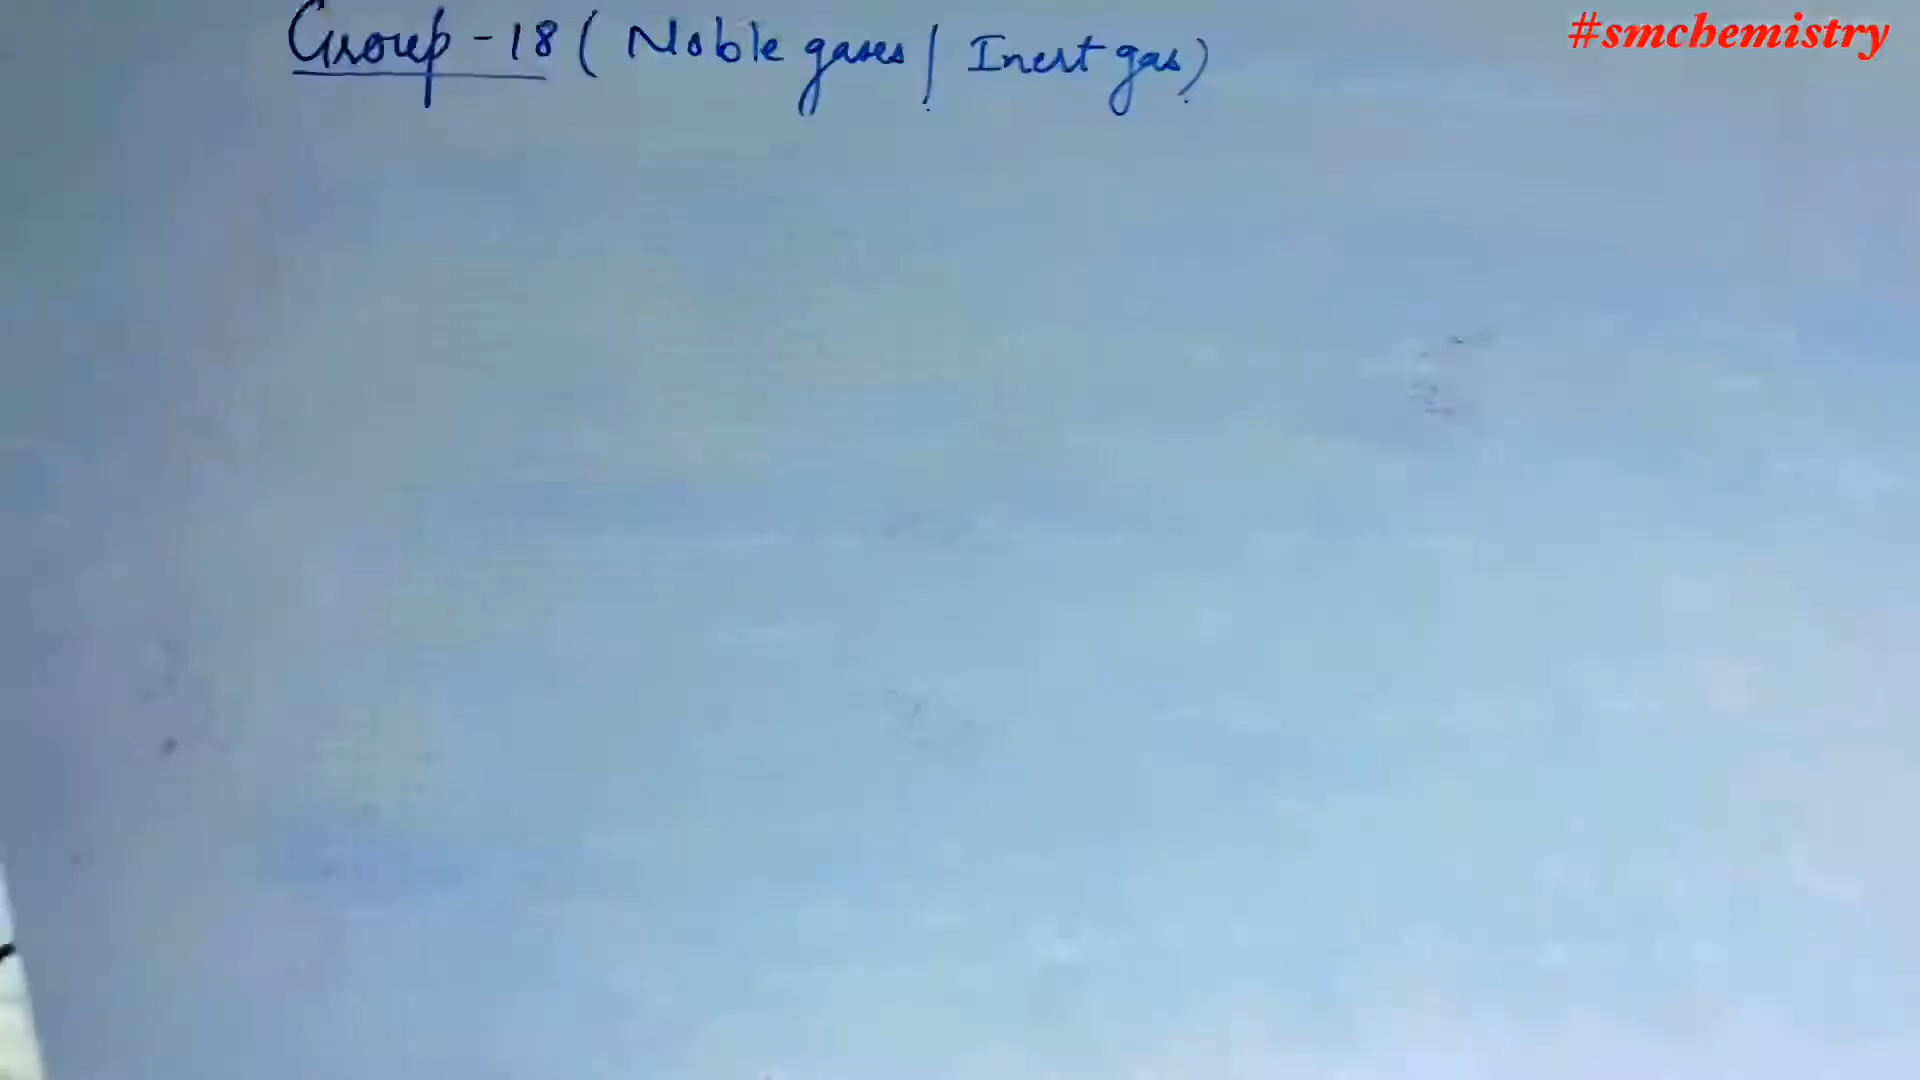 Group - 18 ( Noble gases / Inert gas )
#smchemistry